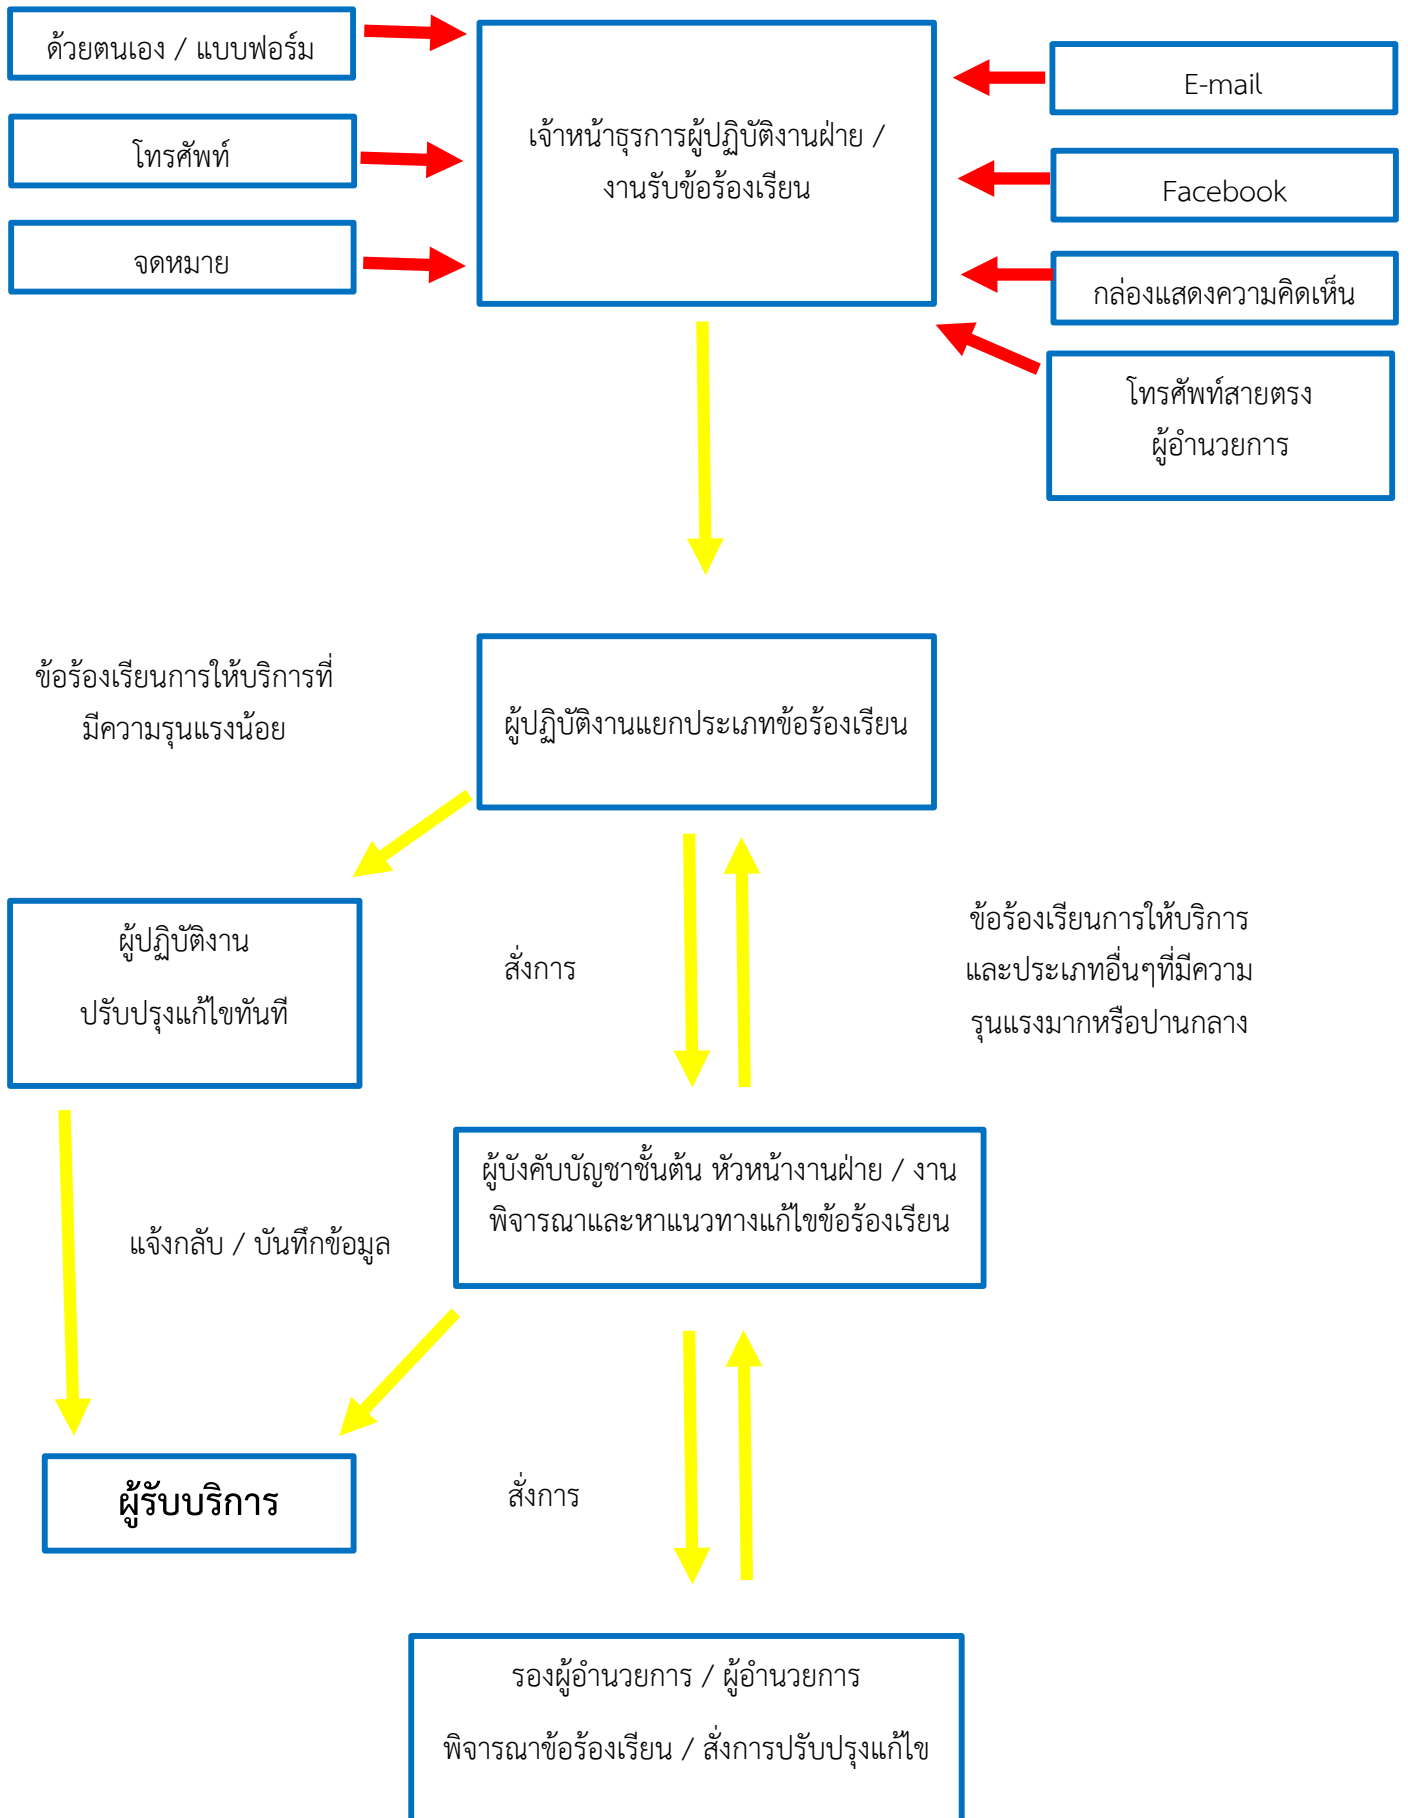 ด้วยตนเอง / แบบฟอร์ม
โทรศัพท์
จดหมาย
เจ้าหน้าธุรการผู้ปฏิบัติงานฝ่าย /
งานรับข้อร้องเรียน
E-mail
Facebook
กล่องแสดงความคิดเห็น
โทรศัพท์สายตรง
ผู้อำนวยการ
ข้อร้องเรียนการให้บริการที่
มีความรุนแรงน้อย
ผู้ปฏิบัติงานแยกประเภทข้อร้องเรียน
ผู้ปฏิบัติงาน
ปรับปรุงแก้ไขทันที
สั่งการ
ข้อร้องเรียนการให้บริการ
และประเภทอื่นๆที่มีความ
รุนแรงมากหรือปานกลาง
ผู้บังคับบัญชาชั้นต้น หัวหน้างานฝ่าย / งาน
พิจารณาและหาแนวทางแก้ไขข้อร้องเรียน
แจ้งกลับ / บันทึกข้อมูล
ผู้รับบริการ
สั่งการ
รองผู้อำนวยการ / ผู้อำนวยการ
พิจารณาข้อร้องเรียน / สั่งการปรับปรุงแก้ไข